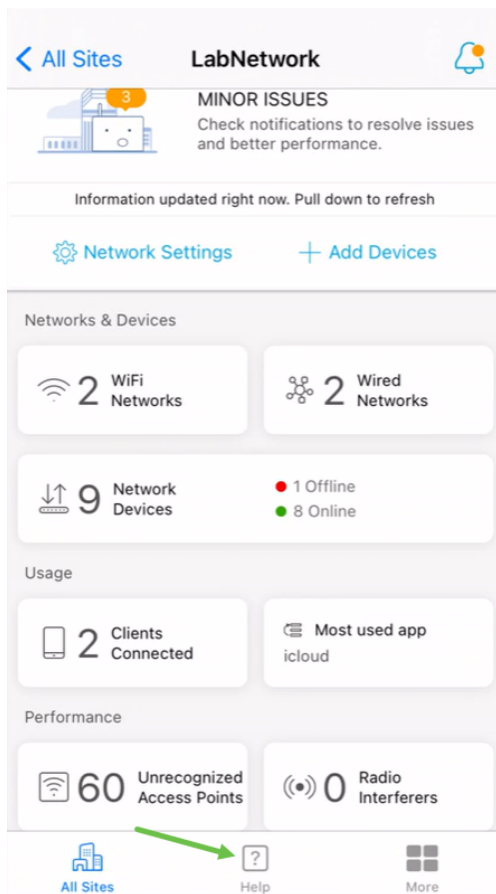 All Sites LabNetwork
3
MINOR ISSUES
Check notifications to resolve issues
and better performance.
Information updated right now. Pull down to refresh
Network Settings Add Devices
Networks & Devices
2 WiFi
Networks
2 Wired
Networks
9 Network
Devices
1 Offline
8 Online
Usage
2 Clients
Connected
Most used app
icloud
Performance
60 Unrecognized
Access Points
0 Radio
Interferers
?
All Sites Help More